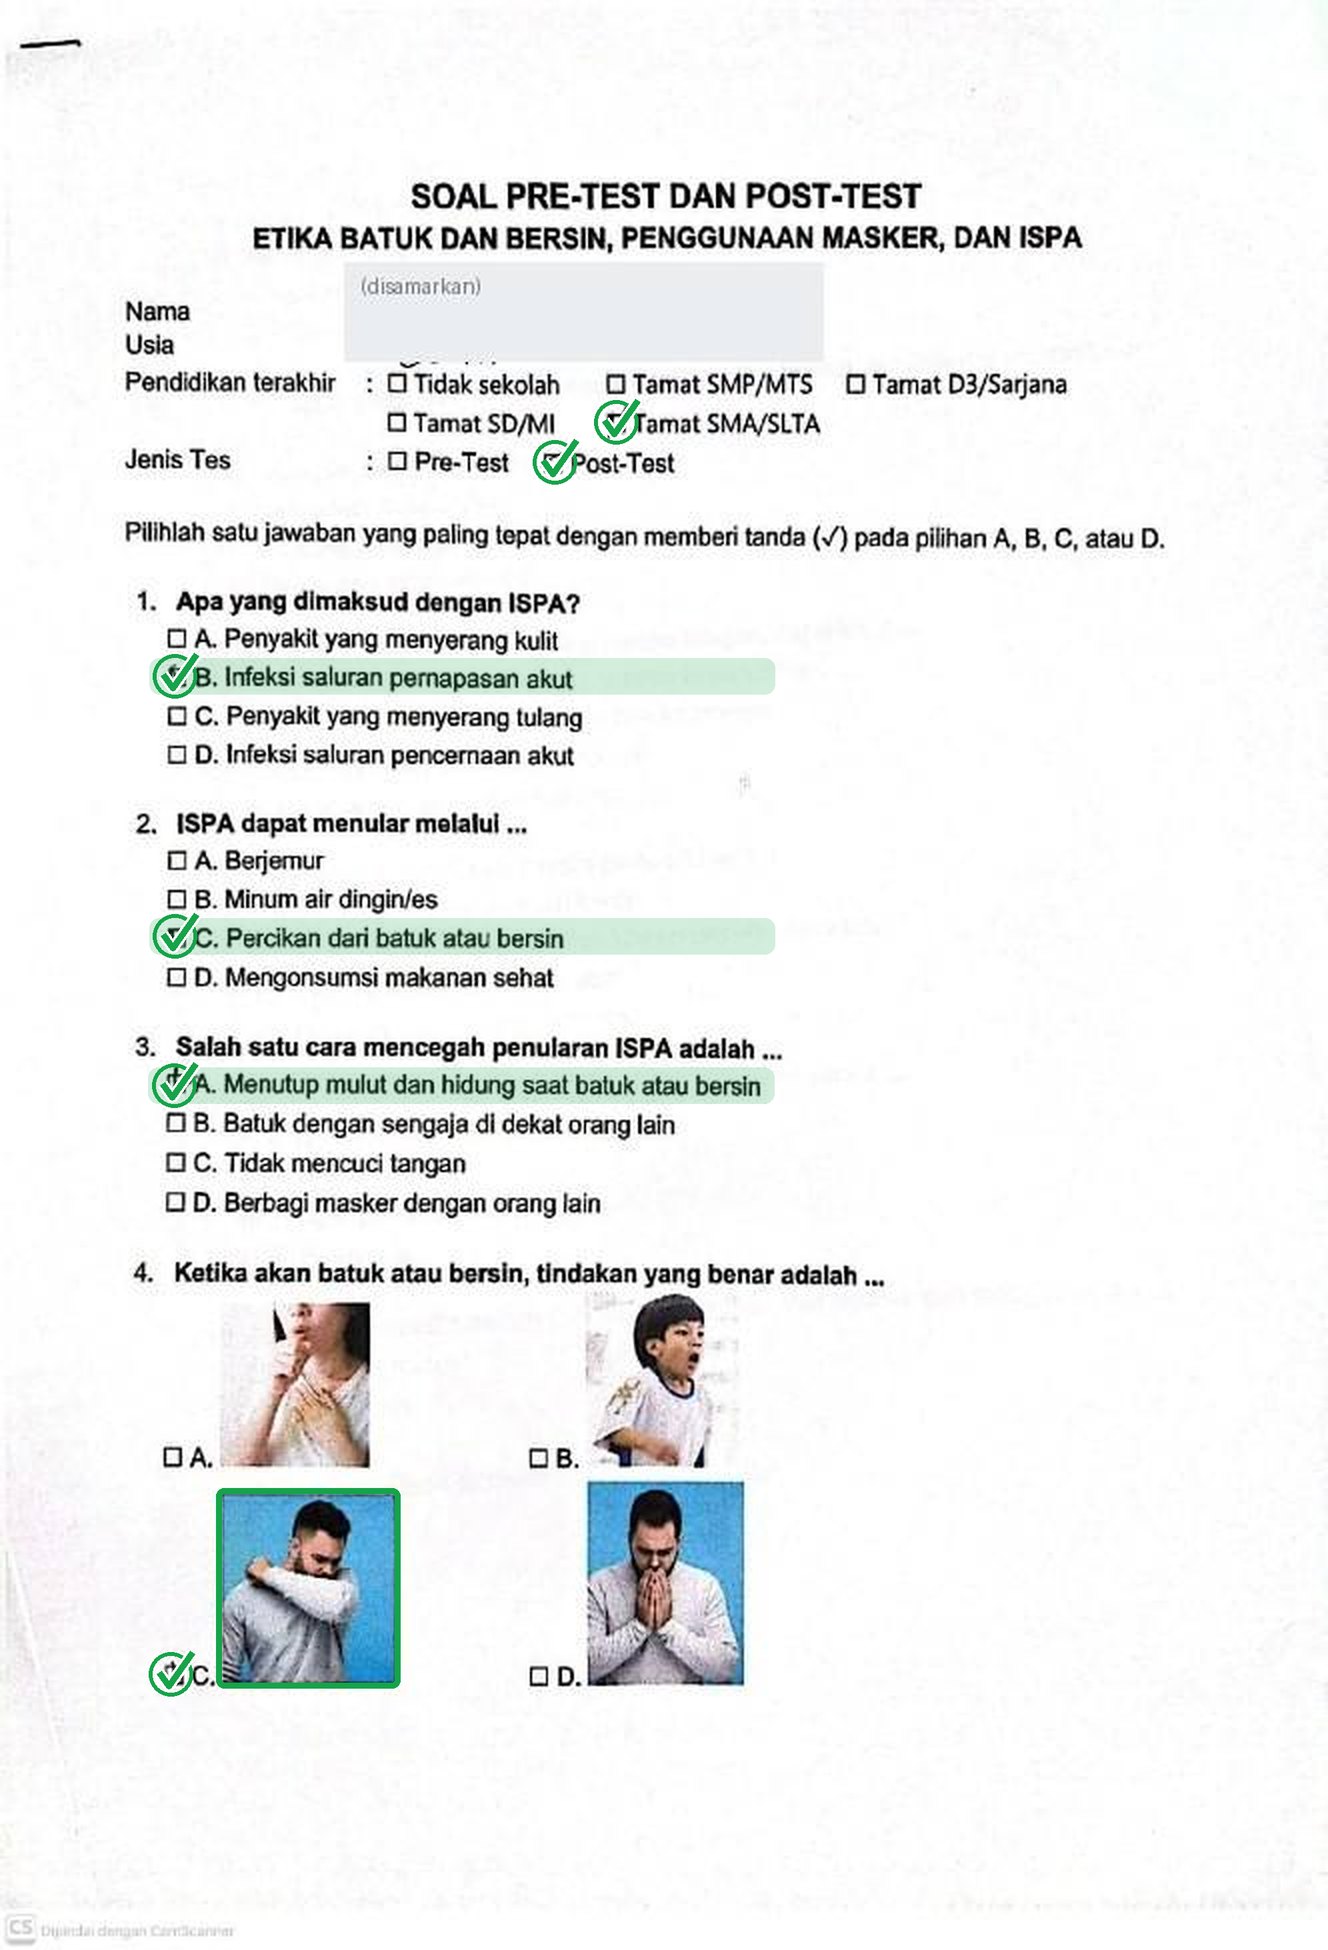 SOAL PRE-TEST DAN POST-TEST
ETIKA BATUK DAN BERSIN, PENGGUNAAN MASKER, DAN ISPA
(disamarkan)
Nama
Usia
Pendidikan terakhir : ☐ Tidak sekolah ☐ Tamat SMP/MTS ☐ Tamat D3/Sarjana
☐ Tamat SD/MI ☑ Tamat SMA/SLTA
Jenis Tes : ☐ Pre-Test ☑ Post-Test
Pilihlah satu jawaban yang paling tepat dengan memberi tanda (√) pada pilihan A, B, C, atau D.
1. Apa yang dimaksud dengan ISPA?
☐ A. Penyakit yang menyerang kulit
☑ B. Infeksi saluran pernapasan akut
☐ C. Penyakit yang menyerang tulang
☐ D. Infeksi saluran pencernaan akut
2. ISPA dapat menular melalui ...
☐ A. Berjemur
☐ B. Minum air dingin/es
☑ C. Percikan dari batuk atau bersin
☐ D. Mengonsumsi makanan sehat
3. Salah satu cara mencegah penularan ISPA adalah ...
☑ A. Menutup mulut dan hidung saat batuk atau bersin
☐ B. Batuk dengan sengaja di dekat orang lain
☐ C. Tidak mencuci tangan
☐ D. Berbagi masker dengan orang lain
4. Ketika akan batuk atau bersin, tindakan yang benar adalah ...
☐ A. ☐ B.
☑ C. ☐ D.
CS Dipindai dengan CamScanner